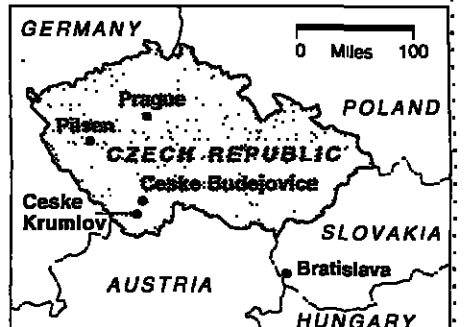 GERMANY
0 Miles 100
Prague
POLAND
Pilsen
CZECH REPUBLIC
Ceske Budejovice
Ceske
Krumlov
SLOVAKIA
AUSTRIA
Bratislava
HUNGARY